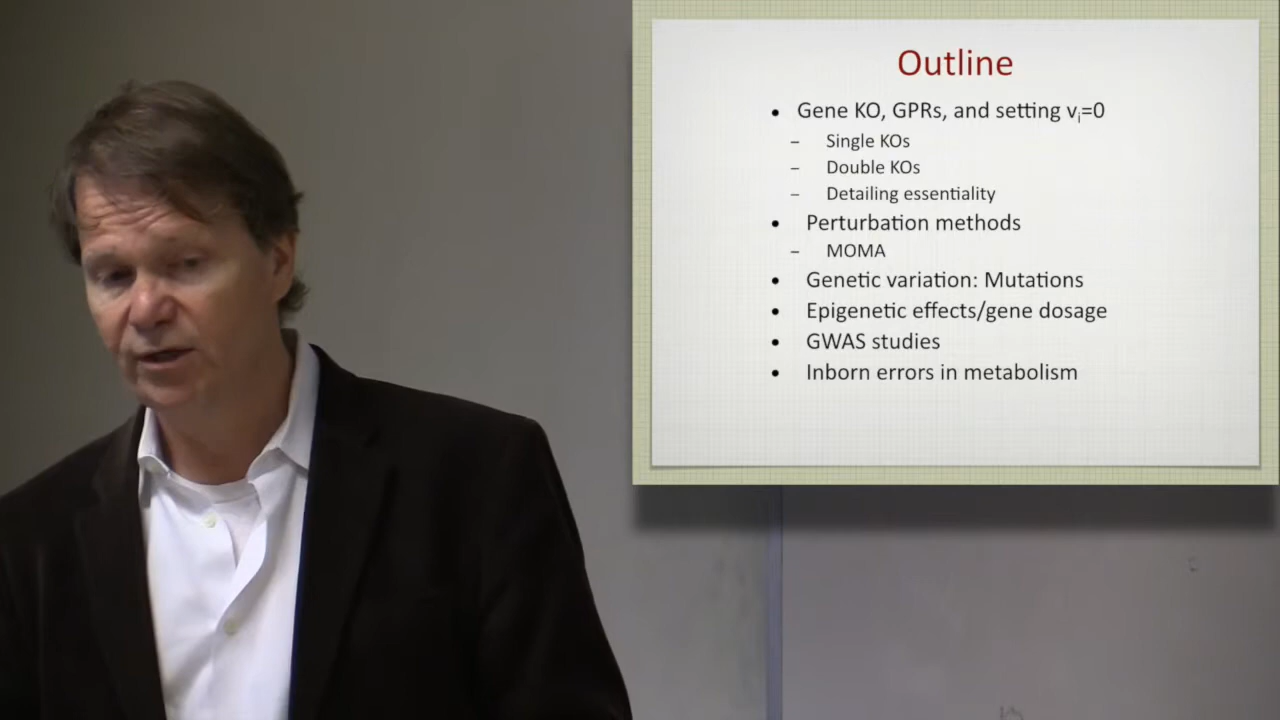 Outline
• Gene KO, GPRs, and setting vi=0
– Single KOs
– Double KOs
– Detailing essentiality
• Perturbation methods
– MOMA
• Genetic variation: Mutations
• Epigenetic effects/gene dosage
• GWAS studies
• Inborn errors in metabolism